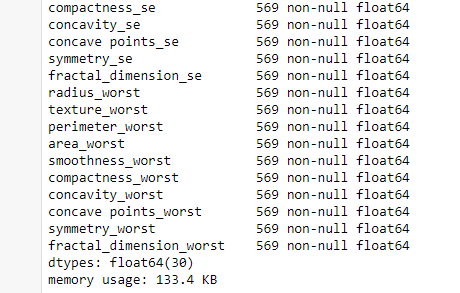 compactness_se 569 non-null float64
concavity_se 569 non-null float64
concave points_se 569 non-null float64
symmetry_se 569 non-null float64
fractal_dimension_se 569 non-null float64
radius_worst 569 non-null float64
texture_worst 569 non-null float64
perimeter_worst 569 non-null float64
area_worst 569 non-null float64
smoothness_worst 569 non-null float64
compactness_worst 569 non-null float64
concavity_worst 569 non-null float64
concave points_worst 569 non-null float64
symmetry_worst 569 non-null float64
fractal_dimension_worst 569 non-null float64
dtypes: float64(30)
memory usage: 133.4 KB